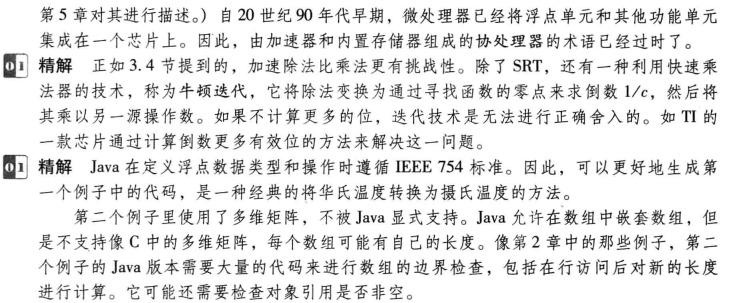 第 5 章对其进行描述。）自 20 世纪 90 年代早期，微处理器已经将浮点单元和其他功能单元
集成在一个芯片上。因此，由加速器和内置存储器组成的协处理器的术语已经过时了。
精解 正如 3.4 节提到的，加速除法比乘法更有挑战性。除了 SRT，还有一种利用快速乘
法器的技术，称为牛顿迭代，它将除法变换为通过寻找函数的零点来求倒数 1/c，然后将
其乘以另一源操作数。如果不计算更多的位，迭代技术是无法进行正确舍入的。如 TI 的
一款芯片通过计算倒数更多有效位的方法来解决这一问题。
精解 Java 在定义浮点数据类型和操作时遵循 IEEE 754 标准。因此，可以更好地生成第
一个例子中的代码，是一种经典的将华氏温度转换为摄氏温度的方法。
第二个例子里使用了多维矩阵，不被 Java 显式支持。Java 允许在数组中嵌套数组，但
是不支持像 C 中的多维矩阵，每个数组可能有自己的长度。像第 2 章中的那些例子，第二
个例子的 Java 版本需要大量的代码来进行数组的边界检查，包括在行访问后对新的长度
进行计算。它可能还需要检查对象引用是否非空。